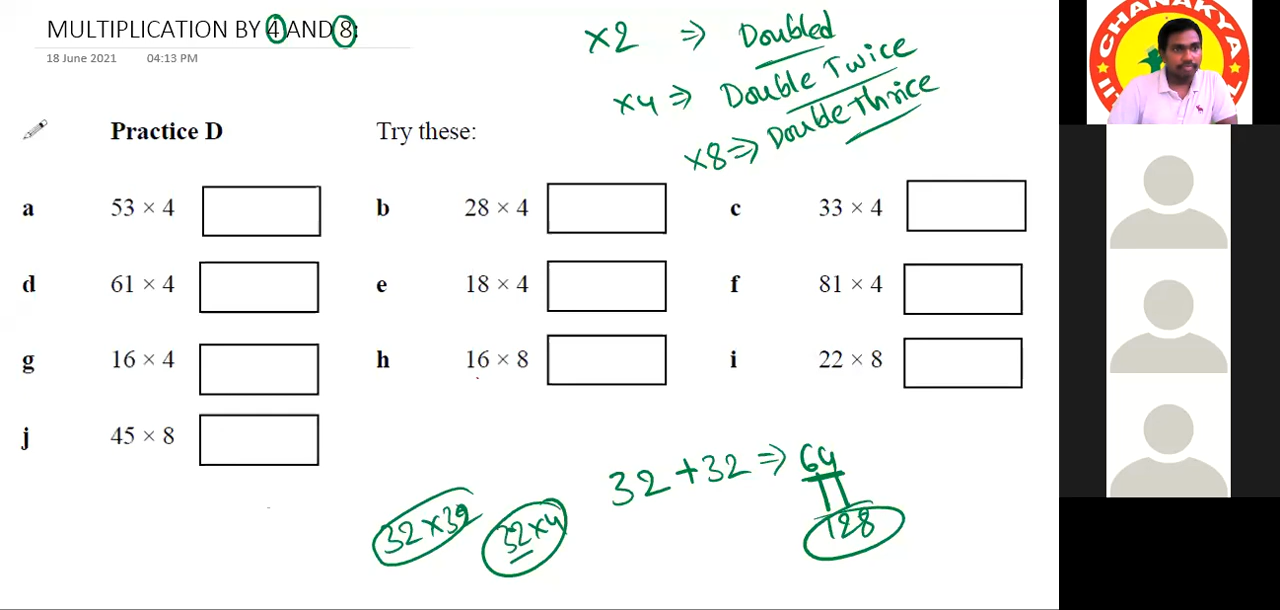 MULTIPLICATION BY 4 AND 8:
18 June 2021 04:13 PM
×2 ⇒ Doubled
×4 ⇒ Double Twice
×8 ⇒ Double thrice
CHANAKYA
Practice D Try these:
a 53 × 4 b 28 × 4 c 33 × 4
d 61 × 4 e 18 × 4 f 81 × 4
g 16 × 4 h 16 × 8 i 22 × 8
j 45 × 8
32 + 32 ⇒ 64
128
32 × 32 32 × 4